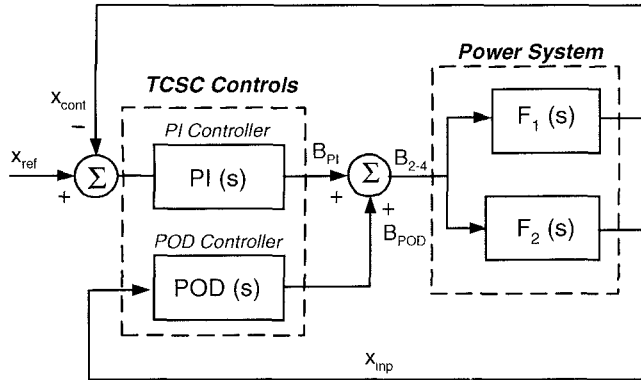 Power System
TCSC Controls
x_cont
−
PI Controller
F_1 (s)
x_ref
+
Σ
PI (s)
B_PI
+
Σ
B_2-4
+
B_POD
POD Controller
POD (s)
F_2 (s)
x_inp